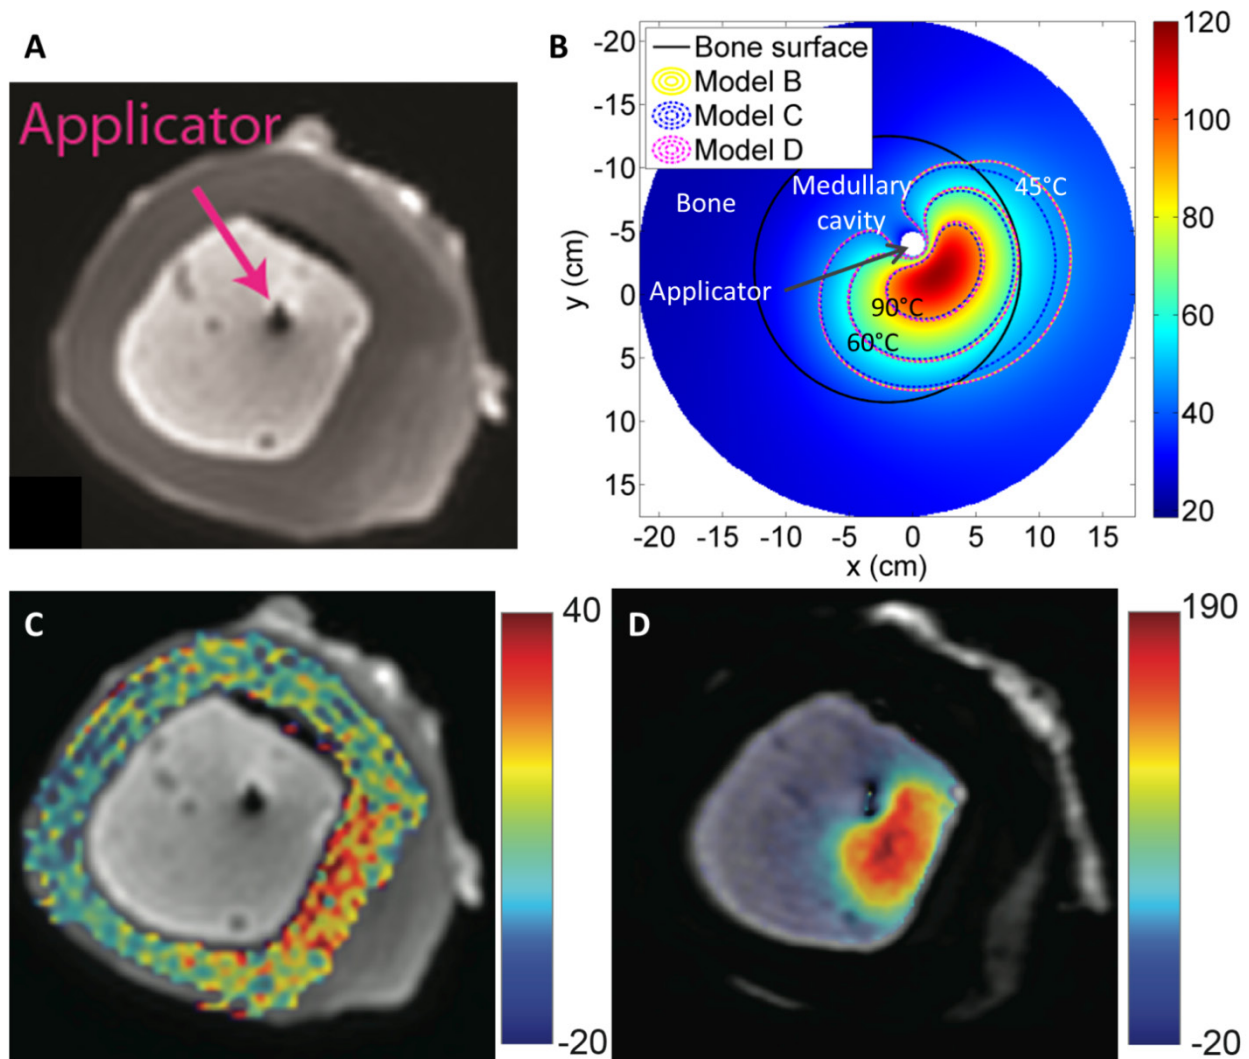 A
Applicator
B
Bone surface
Model B
Model C
Model D
Bone
Medullary
cavity
Applicator
45°C
90°C
60°C
-20
-15
-10
-5
0
5
10
15
y (cm)
-20
-15
-10
-5
0
5
10
15
x (cm)
120
100
80
60
40
20
C
40
-20
D
190
-20